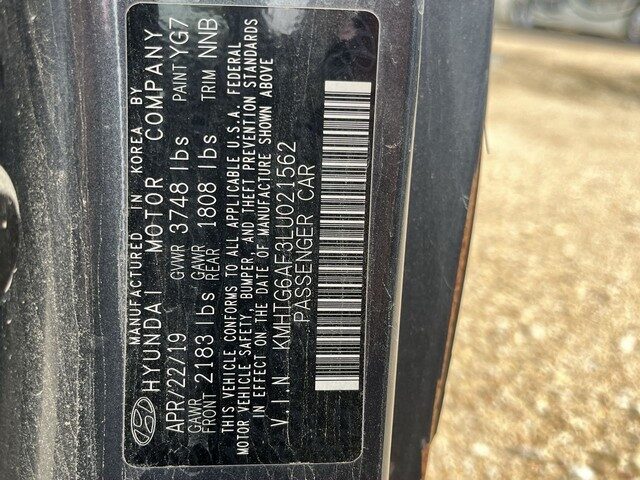 MANUFACTURED IN KOREA BY
HYUNDAI MOTOR COMPANY
APR/22/19 GVWR 3748 lbs PAINT YG7
GAWR FRONT 2183 lbs GAWR REAR 1808 lbs TRIM NNB
THIS VEHICLE CONFORMS TO ALL APPLICABLE U.S.A. FEDERAL
MOTOR VEHICLE SAFETY, BUMPER, AND THEFT PREVENTION STANDARDS
IN EFFECT ON THE DATE OF MANUFACTURE SHOWN ABOVE
V.I.N KMHTG6AF3LU021562
PASSENGER CAR